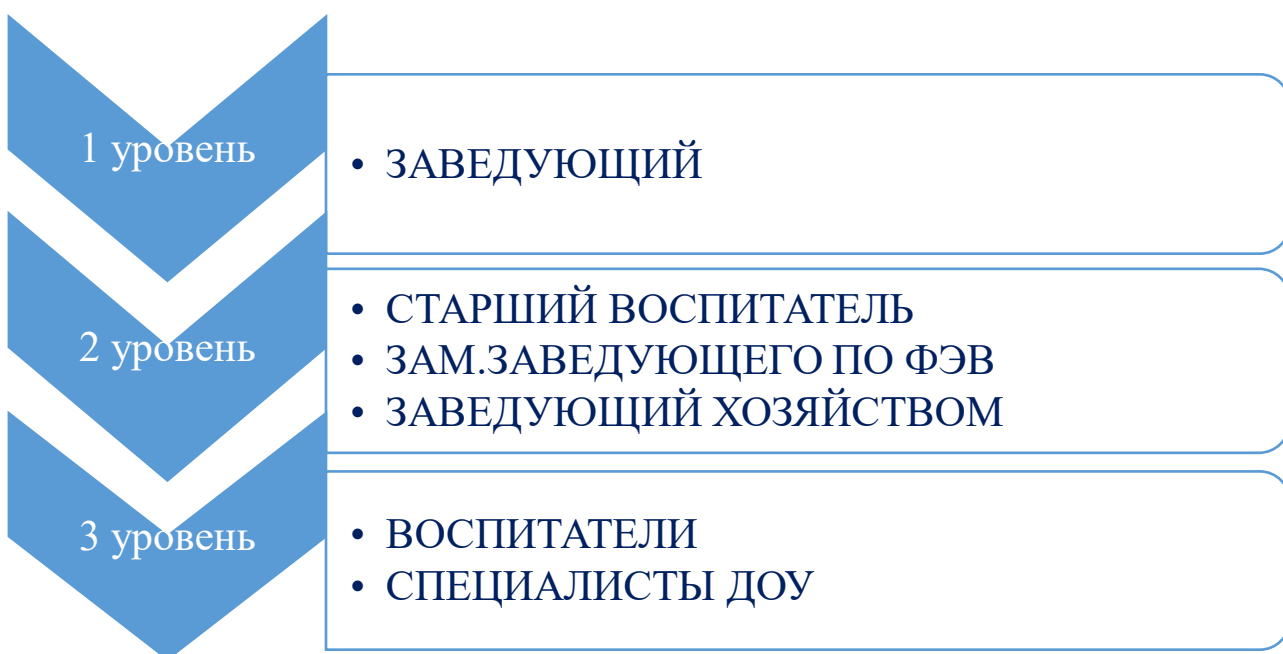 1 уровень
• ЗАВЕДУЮЩИЙ
2 уровень
• СТАРШИЙ ВОСПИТАТЕЛЬ
• ЗАМ.ЗАВЕДУЮЩЕГО ПО ФЭВ
• ЗАВЕДУЮЩИЙ ХОЗЯЙСТВОМ
3 уровень
• ВОСПИТАТЕЛИ
• СПЕЦИАЛИСТЫ ДОУ